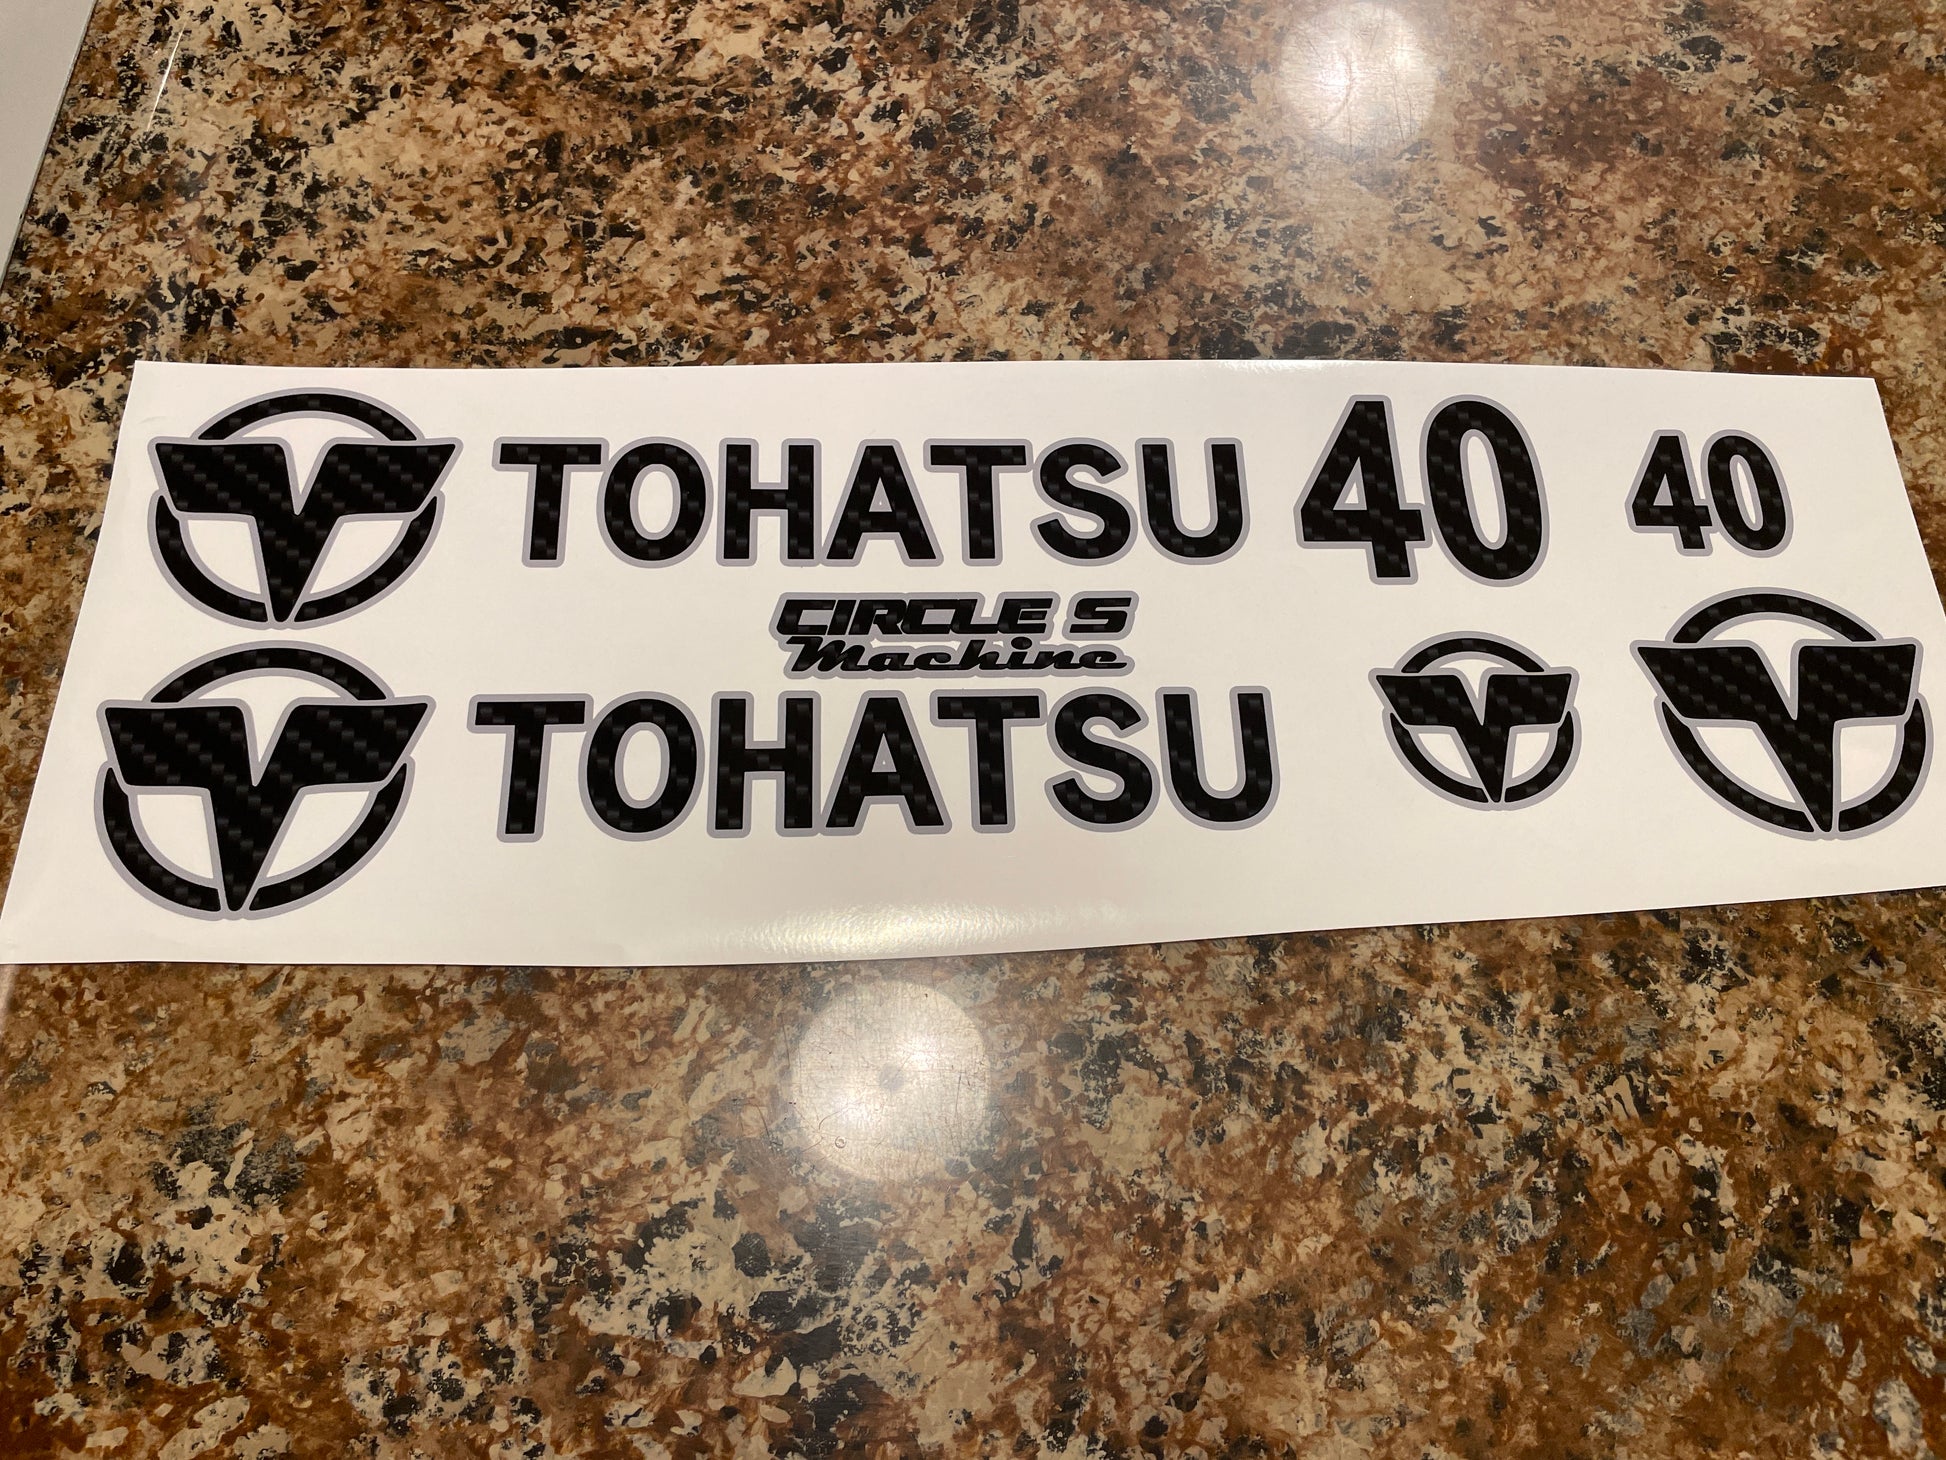 TOHATSU 40 40
CIRCLE S
Machine
TOHATSU